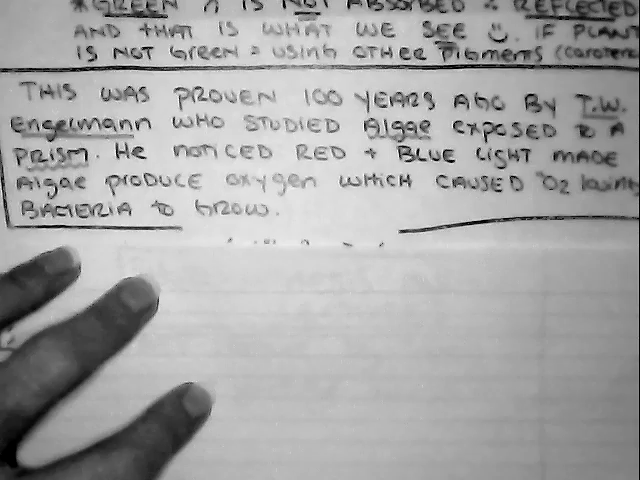 *GREEN λ IS NOT ABSORBED ∴ REFLECTED
AND THAT IS WHAT WE SEE ☺. IF PLANT
IS NOT GREEN = USING OTHER PIGMENTS (CAROTENE
THIS WAS PROVEN 100 YEARS AGO BY T.W.
ENGELMANN WHO STUDIED ALGAE EXPOSED TO A
PRISM. HE NOTICED RED + BLUE LIGHT MADE
ALGAE PRODUCE OXYGEN WHICH CAUSED "O2 LOVING
BACTERIA TO GROW.